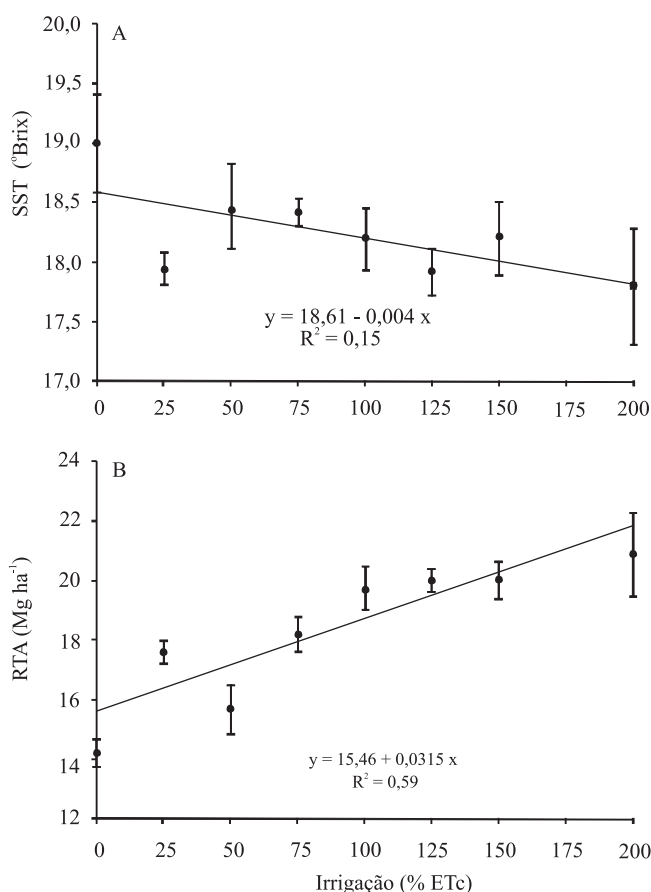 20,0
A
19,5
19,0
18,5
18,0
17,5
17,0
SST (°Brix)
y = 18,61 - 0,004 x
R² = 0,15
0 25 50 75 100 125 150 175 200
24
B
22
20
18
16
14
12
RTA (Mg ha⁻¹)
y = 15,46 + 0,0315 x
R² = 0,59
0 25 50 75 100 125 150 175 200
Irrigação (% ETc)